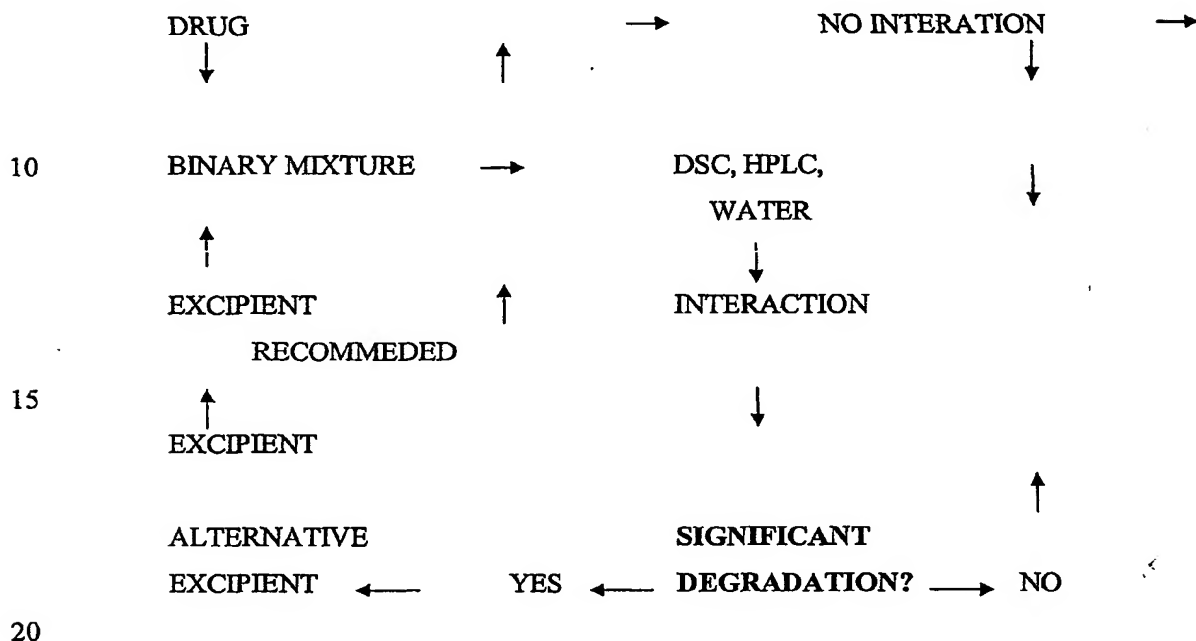 DRUG → NO INTERATION →
↓ ↑ ↓
10 BINARY MIXTURE → DSC, HPLC, ↓
WATER
↑ ↓
EXCIPIENT ↑ INTERACTION
RECOMMEDED
15 ↑ ↓
EXCIPIENT
↑
ALTERNATIVE SIGNIFICANT
EXCIPIENT ← YES ← DEGRADATION? → NO
20